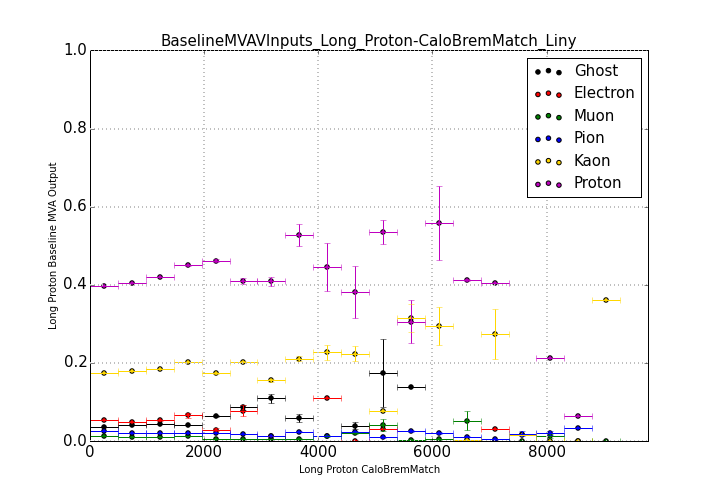 BaselineMVAVInputs_Long_Proton-CaloBremMatch_Liny
1.0
0.8
0.6
0.4
0.2
0.0
Long Proton Baseline MVA Output
Ghost
Electron
Muon
Pion
Kaon
Proton
0
2000
4000
6000
8000
Long Proton CaloBremMatch